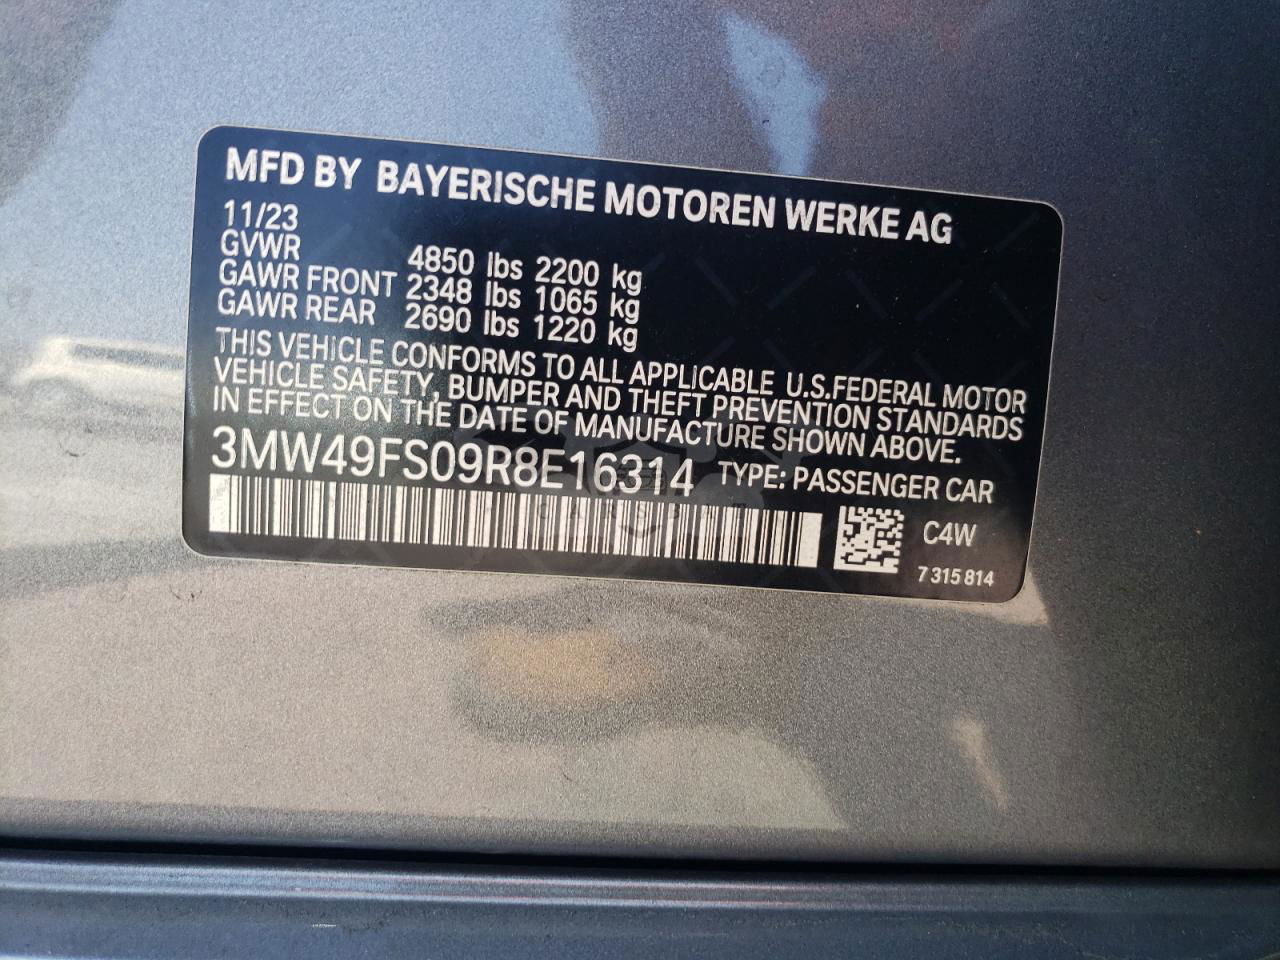 MFD BY BAYERISCHE MOTOREN WERKE AG
11/23
GVWR 4850 lbs 2200 kg
GAWR FRONT 2348 lbs 1065 kg
GAWR REAR 2690 lbs 1220 kg
THIS VEHICLE CONFORMS TO ALL APPLICABLE U.S.FEDERAL MOTOR
VEHICLE SAFETY, BUMPER AND THEFT PREVENTION STANDARDS
IN EFFECT ON THE DATE OF MANUFACTURE SHOWN ABOVE.
3MW49FS09R8E16314 TYPE: PASSENGER CAR
C4W
7 315 814